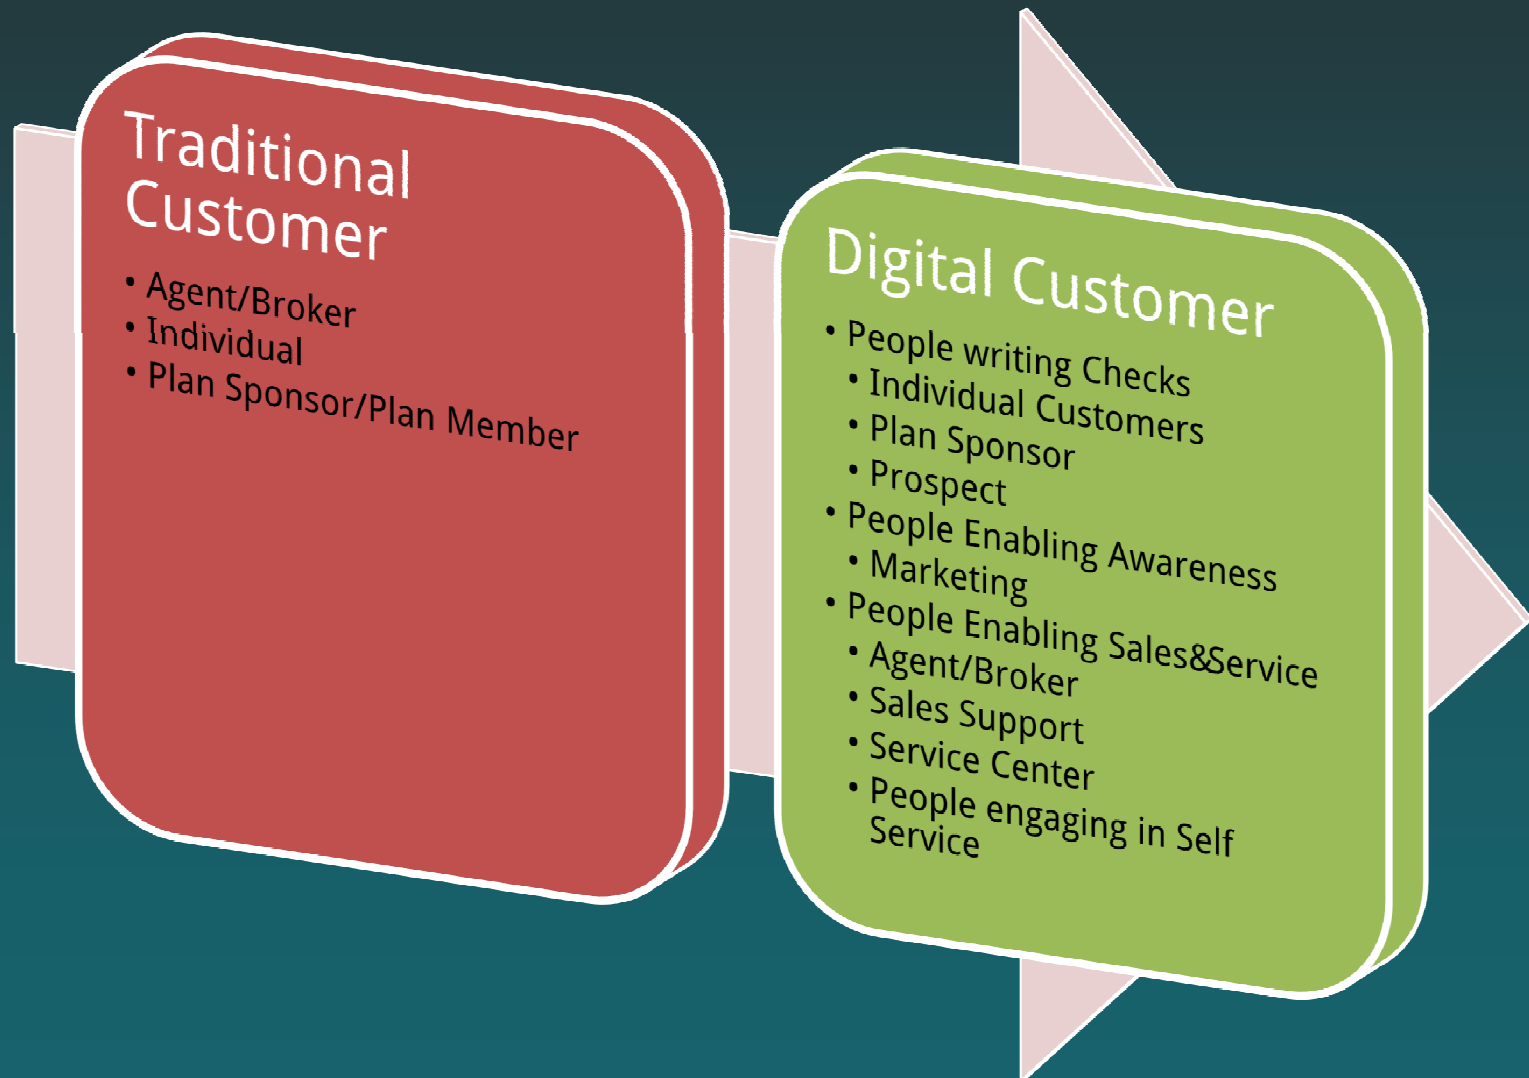 Traditional
Customer
• Agent/Broker
• Individual
• Plan Sponsor/Plan Member
Digital Customer
• People writing Checks
• Individual Customers
• Plan Sponsor
• Prospect
• People Enabling Awareness
• Marketing
• People Enabling Sales&Service
• Agent/Broker
• Sales Support
• Service Center
• People engaging in Self
Service